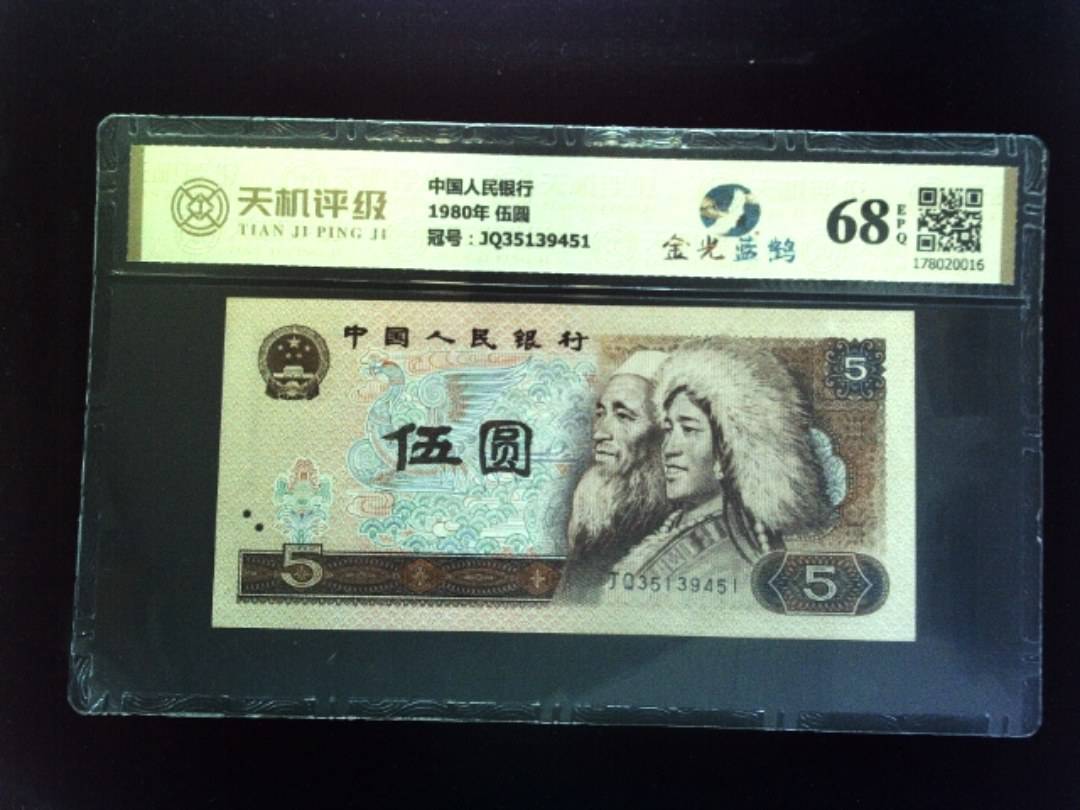 天机评级
TIAN JI PING JI
中国人民银行
1980年 伍圆
冠号：JQ35139451
金光蓝鹤
68
EPQ
178020016
中国人民银行
5
伍圆
5
JQ35139451
5